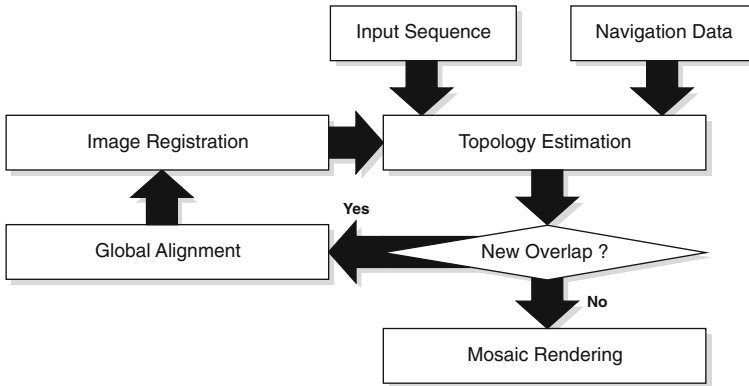 Input Sequence
Navigation Data
Image Registration
Topology Estimation
Yes
Global Alignment
New Overlap ?
No
Mosaic Rendering